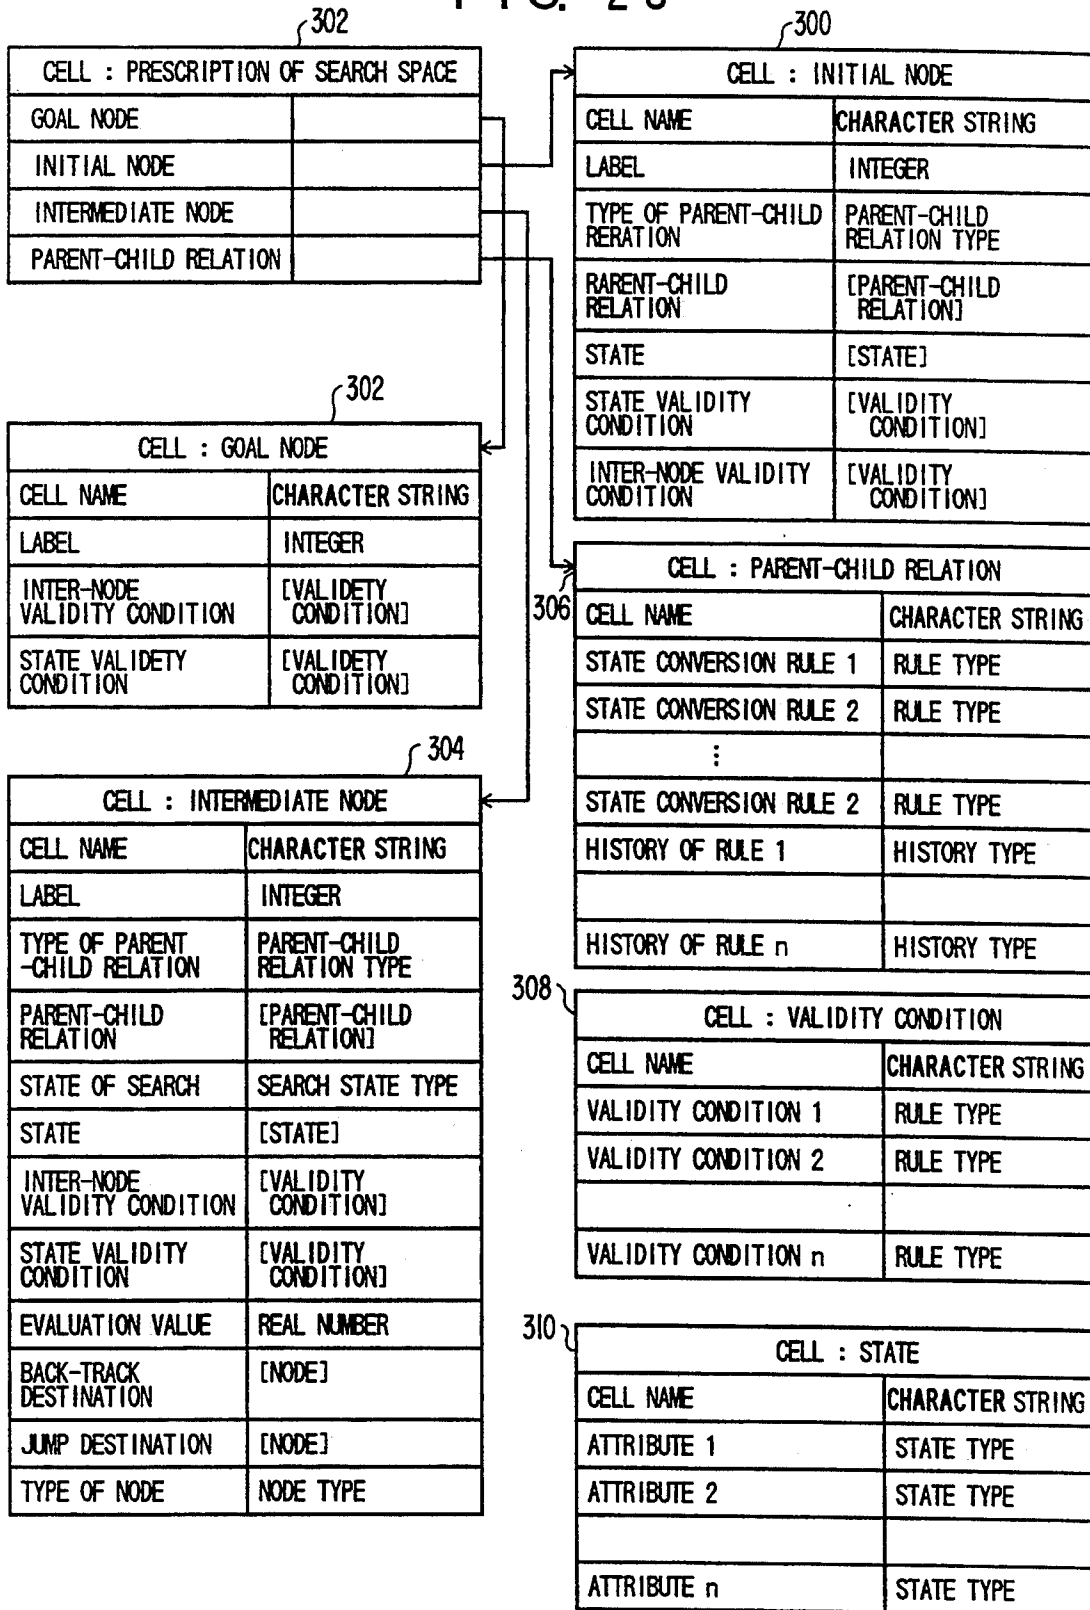 FIG. 26
302
CELL : PRESCRIPTION OF SEARCH SPACE
GOAL NODE
INITIAL NODE
INTERMEDIATE NODE
PARENT-CHILD RELATION
302
CELL : GOAL NODE
CELL NAME CHARACTER STRING
LABEL INTEGER
INTER-NODE [VALIDETY
VALIDITY CONDITION CONDITION]
STATE VALIDETY [VALIDETY
CONDITION CONDITION]
304
CELL : INTERMEDIATE NODE
CELL NAME CHARACTER STRING
LABEL INTEGER
TYPE OF PARENT PARENT-CHILD
-CHILD RELATION RELATION TYPE
PARENT-CHILD [PARENT-CHILD
RELATION RELATION]
STATE OF SEARCH SEARCH STATE TYPE
STATE [STATE]
INTER-NODE [VALIDITY
VALIDITY CONDITION CONDITION]
STATE VALIDITY [VALIDITY
CONDITION CONDITION]
EVALUATION VALUE REAL NUMBER
BACK-TRACK [NODE]
DESTINATION
JUMP DESTINATION [NODE]
TYPE OF NODE NODE TYPE
300
CELL : INITIAL NODE
CELL NAME CHARACTER STRING
LABEL INTEGER
TYPE OF PARENT-CHILD PARENT-CHILD
RERATION RELATION TYPE
RARENT-CHILD [PARENT-CHILD
RELATION RELATION]
STATE [STATE]
STATE VALIDITY [VALIDITY
CONDITION CONDITION]
INTER-NODE VALIDITY [VALIDITY
CONDITION CONDITION]
306
CELL : PARENT-CHILD RELATION
CELL NAME CHARACTER STRING
STATE CONVERSION RULE 1 RULE TYPE
STATE CONVERSION RULE 2 RULE TYPE
⋮
STATE CONVERSION RULE 2 RULE TYPE
HISTORY OF RULE 1 HISTORY TYPE
HISTORY OF RULE n HISTORY TYPE
308
CELL : VALIDITY CONDITION
CELL NAME CHARACTER STRING
VALIDITY CONDITION 1 RULE TYPE
VALIDITY CONDITION 2 RULE TYPE
VALIDITY CONDITION n RULE TYPE
310
CELL : STATE
CELL NAME CHARACTER STRING
ATTRIBUTE 1 STATE TYPE
ATTRIBUTE 2 STATE TYPE
ATTRIBUTE n STATE TYPE